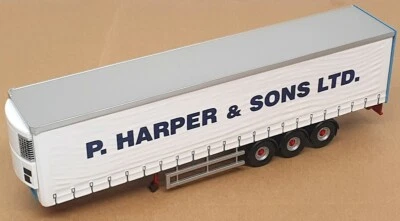 P. HARPER & SONS LTD.